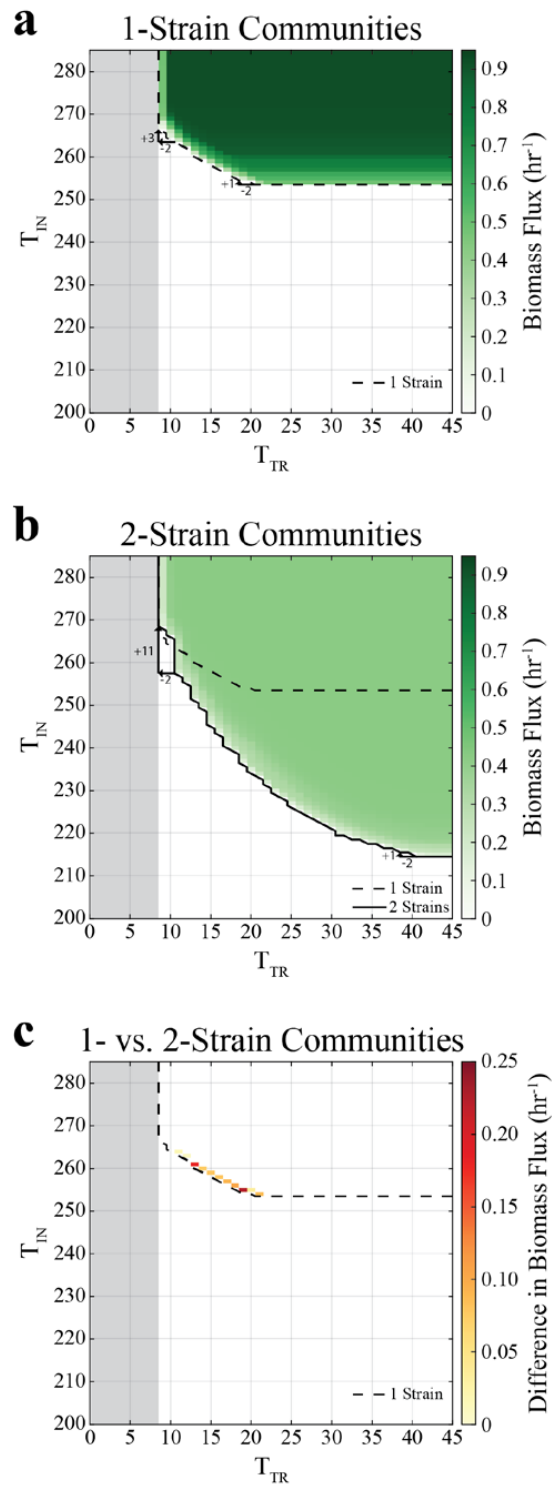 a
1-Strain Communities
280
270
260
250
240
230
220
210
200
T_IN
+3
-2
+1
-2
1 Strain
0 5 10 15 20 25 30 35 40 45
T_TR
0.9
0.8
0.7
0.6
0.5
0.4
0.3
0.2
0.1
0
Biomass Flux (hr⁻¹)
b
2-Strain Communities
280
270
260
250
240
230
220
210
200
T_IN
+11
-2
+1
-2
1 Strain
2 Strains
0 5 10 15 20 25 30 35 40 45
T_TR
0.9
0.8
0.7
0.6
0.5
0.4
0.3
0.2
0.1
0
Biomass Flux (hr⁻¹)
c
1- vs. 2-Strain Communities
280
270
260
250
240
230
220
210
200
T_IN
1 Strain
0 5 10 15 20 25 30 35 40 45
T_TR
0.25
0.20
0.15
0.10
0.05
0
Difference in Biomass Flux (hr⁻¹)